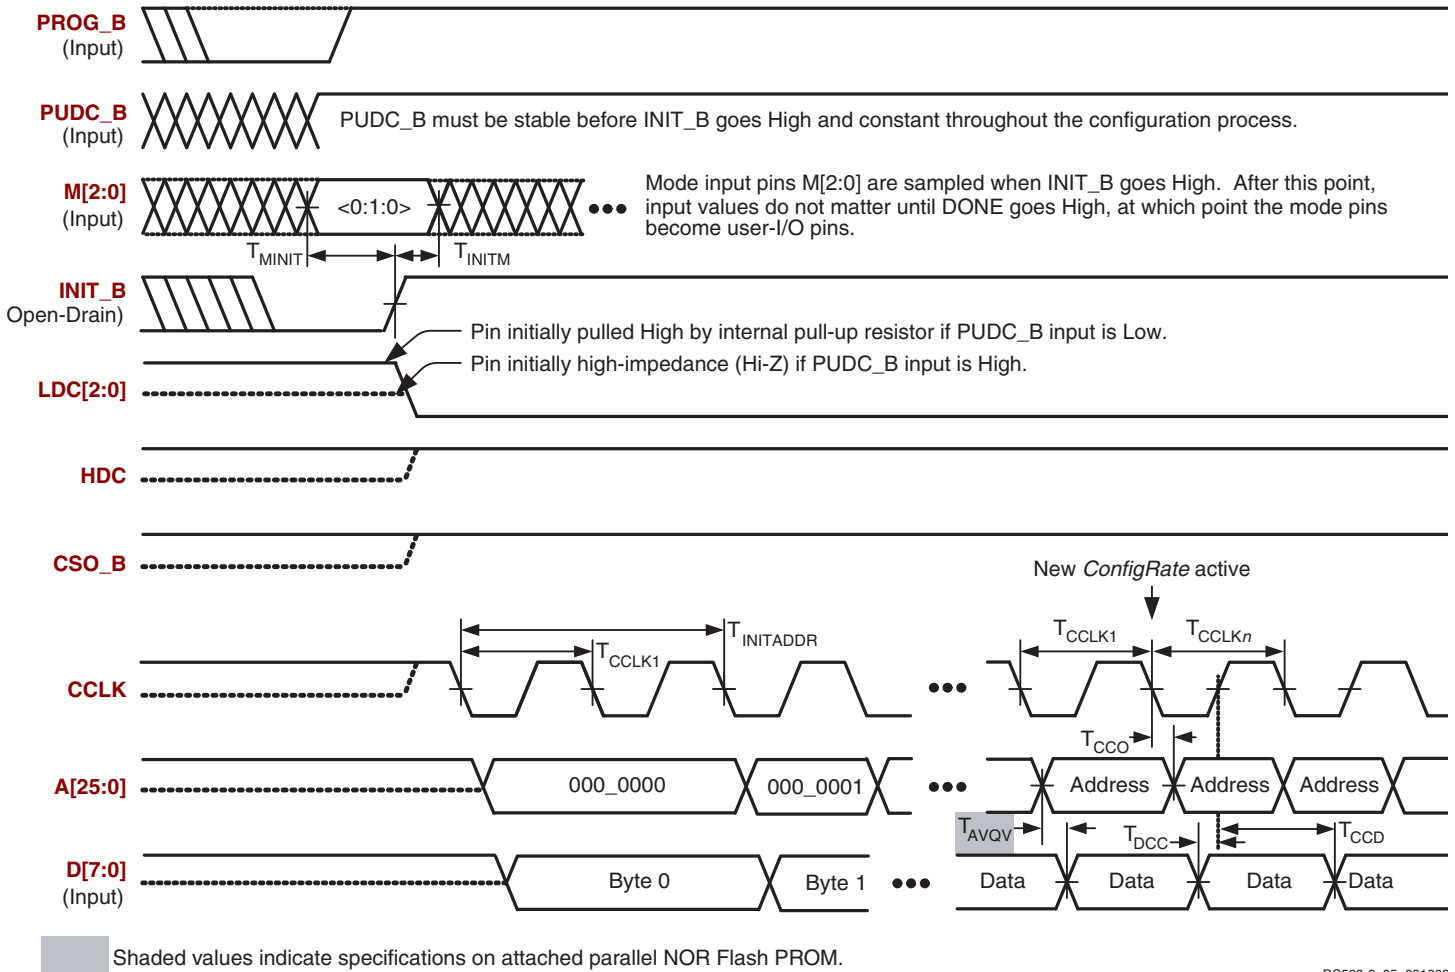 PROG_B
(Input)
PUDC_B
(Input)
PUDC_B must be stable before INIT_B goes High and constant throughout the configuration process.
M[2:0]
(Input)
<0:1:0>
Mode input pins M[2:0] are sampled when INIT_B goes High. After this point,
input values do not matter until DONE goes High, at which point the mode pins
become user-I/O pins.
TMINIT
TINITM
INIT_B
Open-Drain)
Pin initially pulled High by internal pull-up resistor if PUDC_B input is Low.
Pin initially high-impedance (Hi-Z) if PUDC_B input is High.
LDC[2:0]
HDC
CSO_B
New ConfigRate active
TINITADDR
TCCLK1
TCCLK1
TCCLKn
CCLK
TCCO
A[25:0]
000_0000
000_0001
Address
Address
Address
TAVQV
TDCC
TCCD
D[7:0]
(Input)
Byte 0
Byte 1
Data
Data
Data
Data
Shaded values indicate specifications on attached parallel NOR Flash PROM.